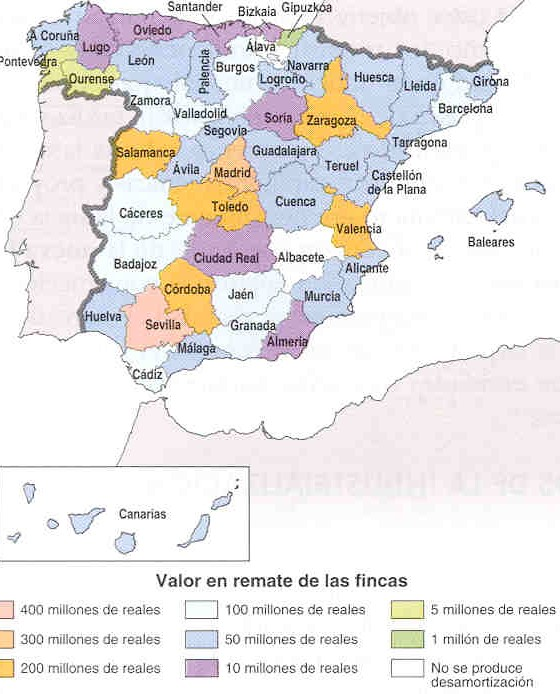 Santander
Bizkaia
Gipuzkoa
A Coruña
Lugo
Oviedo
Álava
Navarra
Pontevedra
Ourense
León
Palencia
Burgos
Logroño
Huesca
Lleida
Girona
Barcelona
Zamora
Valladolid
Soria
Zaragoza
Tarragona
Segovia
Salamanca
Ávila
Madrid
Guadalajara
Teruel
Castellón
de la Plana
Cáceres
Toledo
Cuenca
Valencia
Baleares
Badajoz
Ciudad Real
Albacete
Alicante
Córdoba
Jaén
Murcia
Huelva
Sevilla
Granada
Almería
Málaga
Cádiz
OS DE LA INDUSTRIALIZACIÓN
Canarias
Valor en remate de las fincas
400 millones de reales
300 millones de reales
200 millones de reales
100 millones de reales
50 millones de reales
10 millones de reales
5 millones de reales
1 millón de reales
No se produce
desamortización